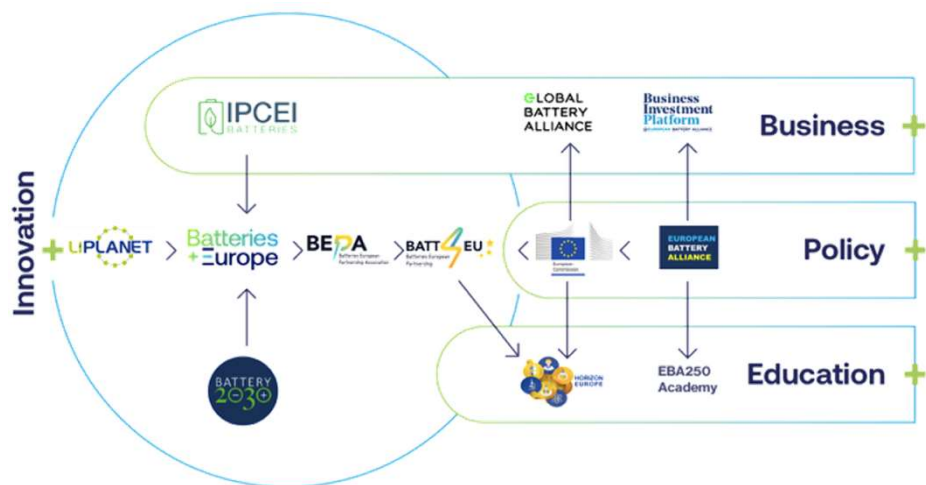 Innovation
IPCEI
BATTERIES
GLOBAL
BATTERY
ALLIANCE
Business
Investment
Platform
@EUROPEAN BATTERY ALLIANCE
Business
LIPLANET
Batteries
Europe
BEPA
Batteries European
Partnership Association
BATT4EU
Batteries European
Partnership
European
Commission
EUROPEAN
BATTERY
ALLIANCE
Policy
BATTERY
2030+
HORIZON
EUROPE
EBA250
Academy
Education